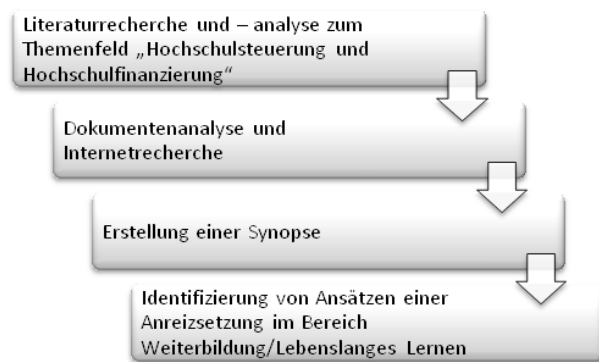 Literaturrecherche und – analyse zum
Themenfeld „Hochschulsteuerung und
Hochschulfinanzierung“
Dokumentenanalyse und
Internetrecherche
Erstellung einer Synopse
Identifizierung von Ansätzen einer
Anreizsetzung im Bereich
Weiterbildung/Lebenslanges Lernen